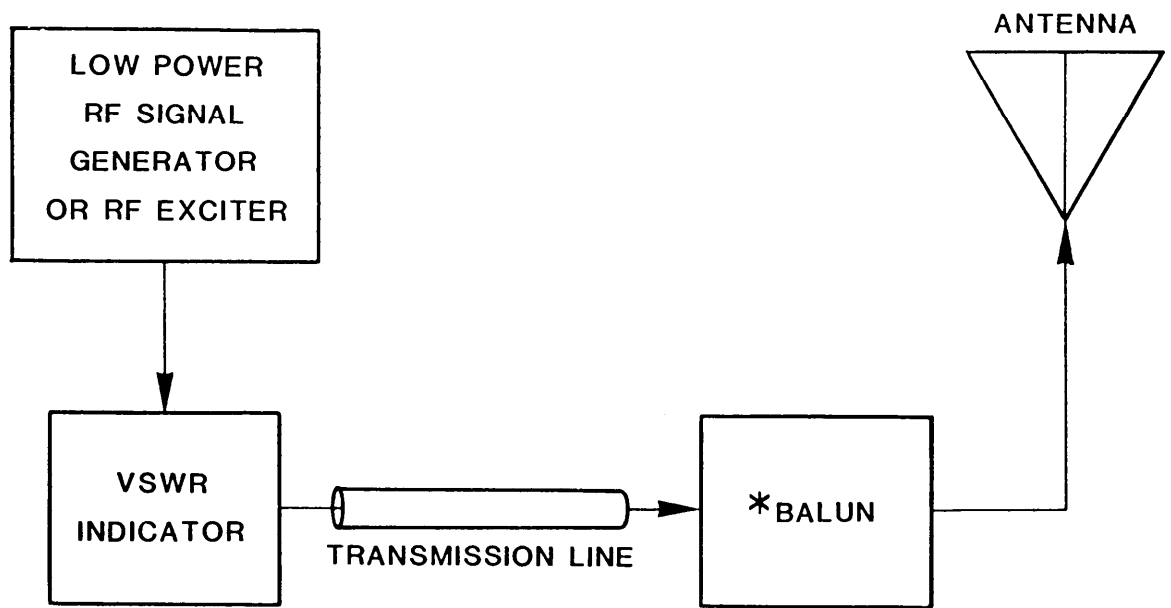 LOW POWER
RF SIGNAL
GENERATOR
OR RF EXCITER
ANTENNA
VSWR
INDICATOR
TRANSMISSION LINE
*BALUN